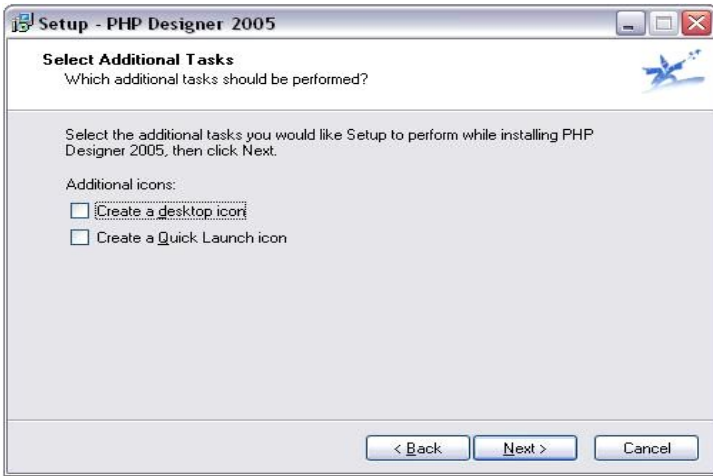 Setup - PHP Designer 2005
Select Additional Tasks
Which additional tasks should be performed?
Select the additional tasks you would like Setup to perform while installing PHP
Designer 2005, then click Next.
Additional icons:
Create a desktop icon
Create a Quick Launch icon
< Back
Next >
Cancel